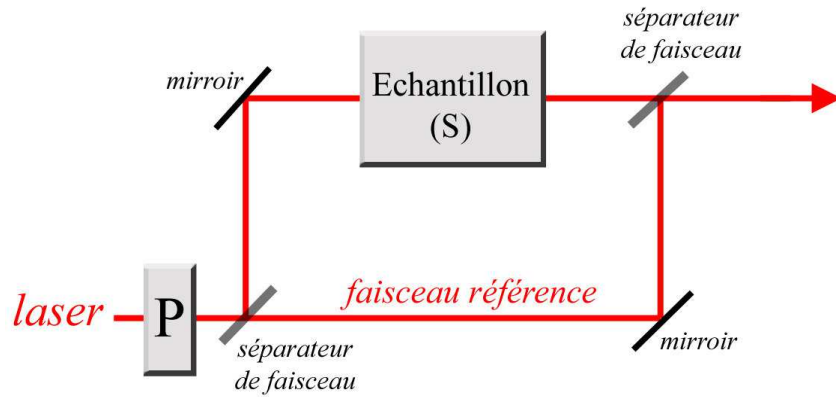 séparateur
de faisceau
mirroir
Echantillon
(S)
laser
P
faisceau référence
séparateur
de faisceau
mirroir